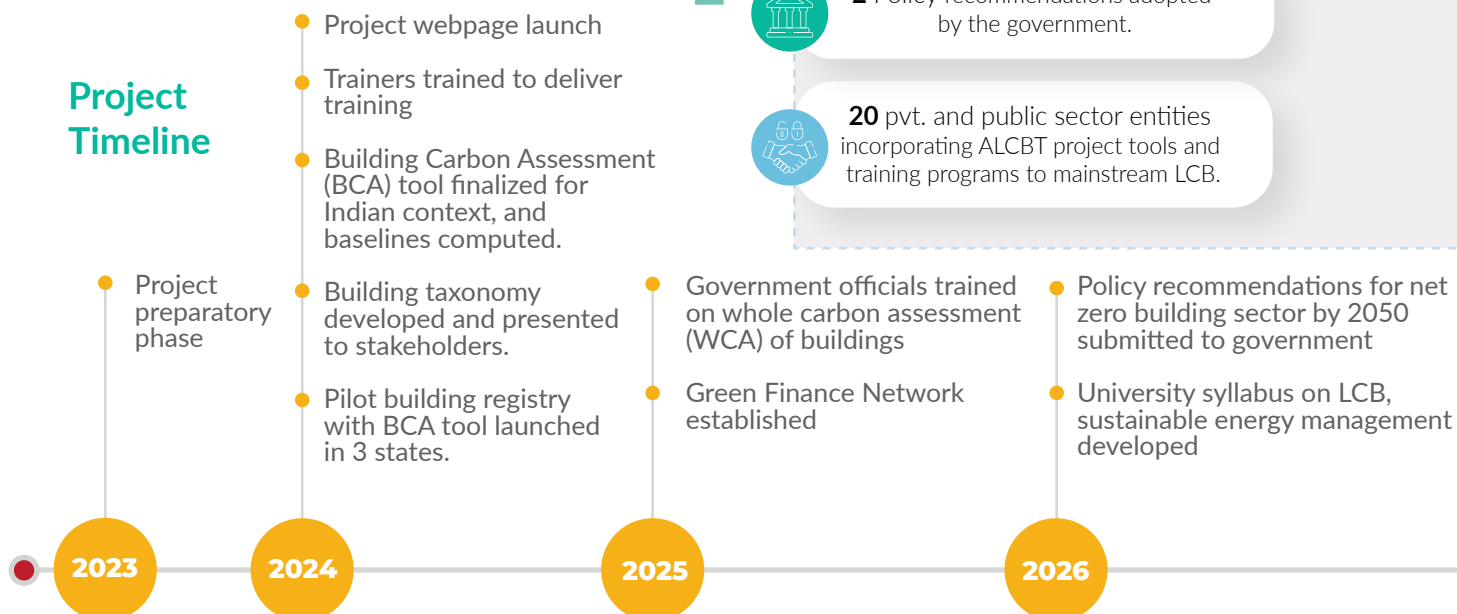 Policy recommendations adopted
by the government.
20 pvt. and public sector entities
incorporating ALCBT project tools and
training programs to mainstream LCB.
Project
Timeline
Project
preparatory
phase
2023
Project webpage launch
Trainers trained to deliver
training
Building Carbon Assessment
(BCA) tool finalized for
Indian context, and
baselines computed.
Building taxonomy
developed and presented
to stakeholders.
Pilot building registry
with BCA tool launched
in 3 states.
2024
Government officials trained
on whole carbon assessment
(WCA) of buildings
Green Finance Network
established
2025
Policy recommendations for net
zero building sector by 2050
submitted to government
University syllabus on LCB,
sustainable energy management
developed
2026